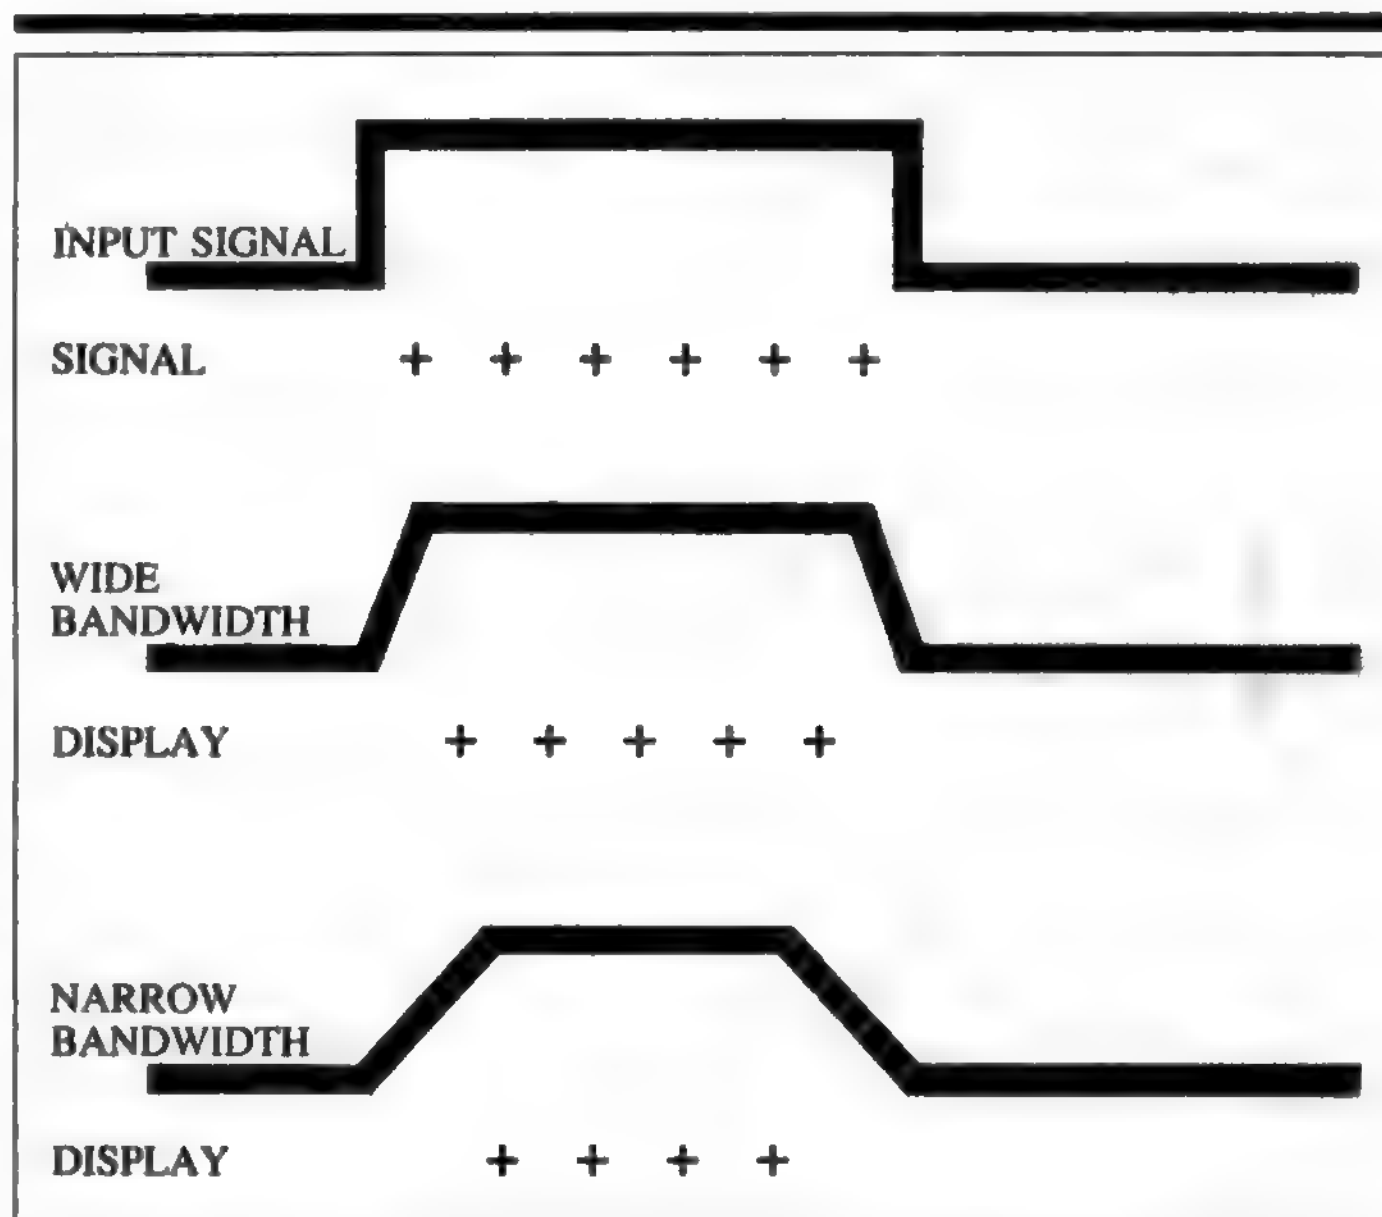 INPUT SIGNAL
SIGNAL + + + + + +
WIDE
BANDWIDTH
DISPLAY + + + + +
NARROW
BANDWIDTH
DISPLAY + + + +